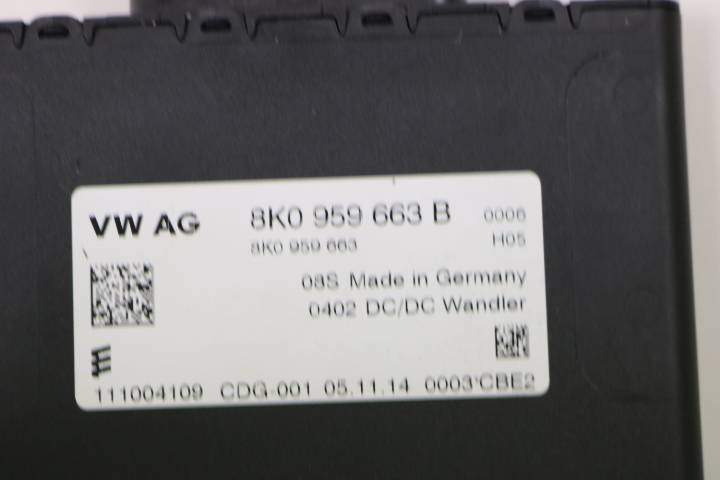 VW AG 8K0 959 663 B 0006
8K0 959 663 H05
08S Made in Germany
0402 DC/DC Wandler
111004109 CDG-001 05.11.14 0003'CBE2